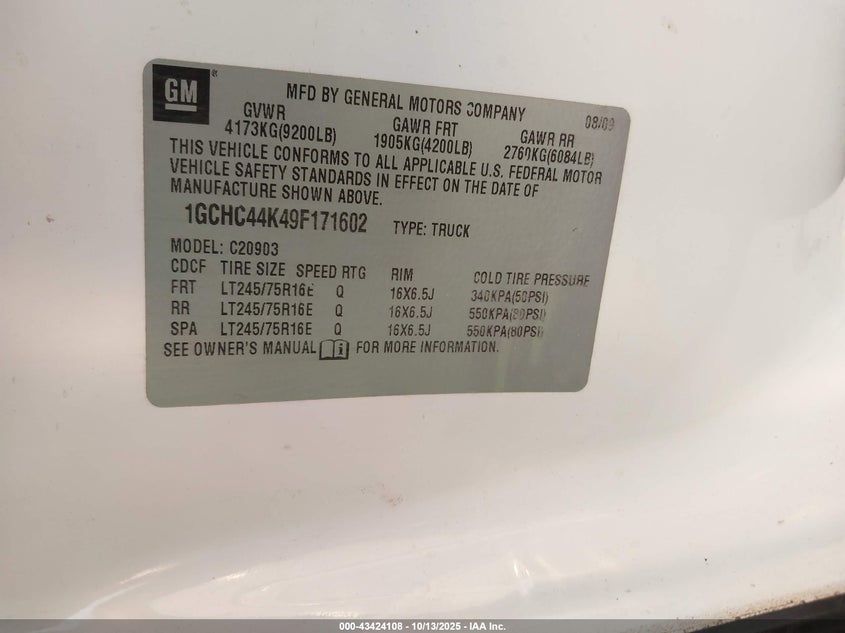 GM ®
MFD BY GENERAL MOTORS COMPANY 08/09
GVWR GAWR FRT GAWR RR
4173KG(9200LB) 1905KG(4200LB) 2760KG(6084LB)
THIS VEHICLE CONFORMS TO ALL APPLICABLE U.S. FEDERAL MOTOR
VEHICLE SAFETY STANDARDS IN EFFECT ON THE DATE OF
MANUFACTURE SHOWN ABOVE.
1GCHC44K49F171602 TYPE: TRUCK
MODEL: C20903
CDCF TIRE SIZE SPEED RTG RIM COLD TIRE PRESSURE
FRT LT245/75R16E Q 16X6.5J 340KPA(50PSI)
RR LT245/75R16E Q 16X6.5J 550KPA(80PSI)
SPA LT245/75R16E Q 16X6.5J 550KPA(80PSI)
SEE OWNER'S MANUAL FOR MORE INFORMATION.
000-43424108 - 10/13/2025 - IAA Inc.